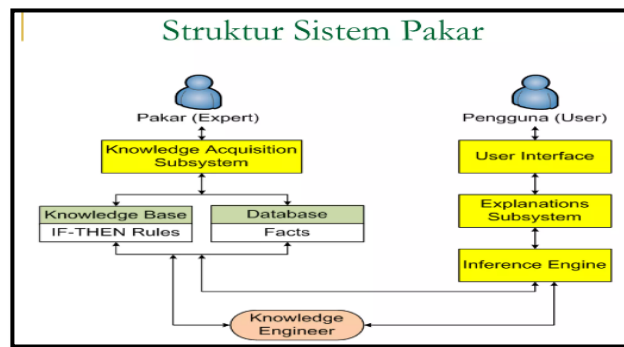 Struktur Sistem Pakar
Pakar (Expert)
Pengguna (User)
Knowledge Acquisition
Subsystem
User Interface
Knowledge Base
IF-THEN Rules
Database
Facts
Explanations
Subsystem
Inference Engine
Knowledge
Engineer